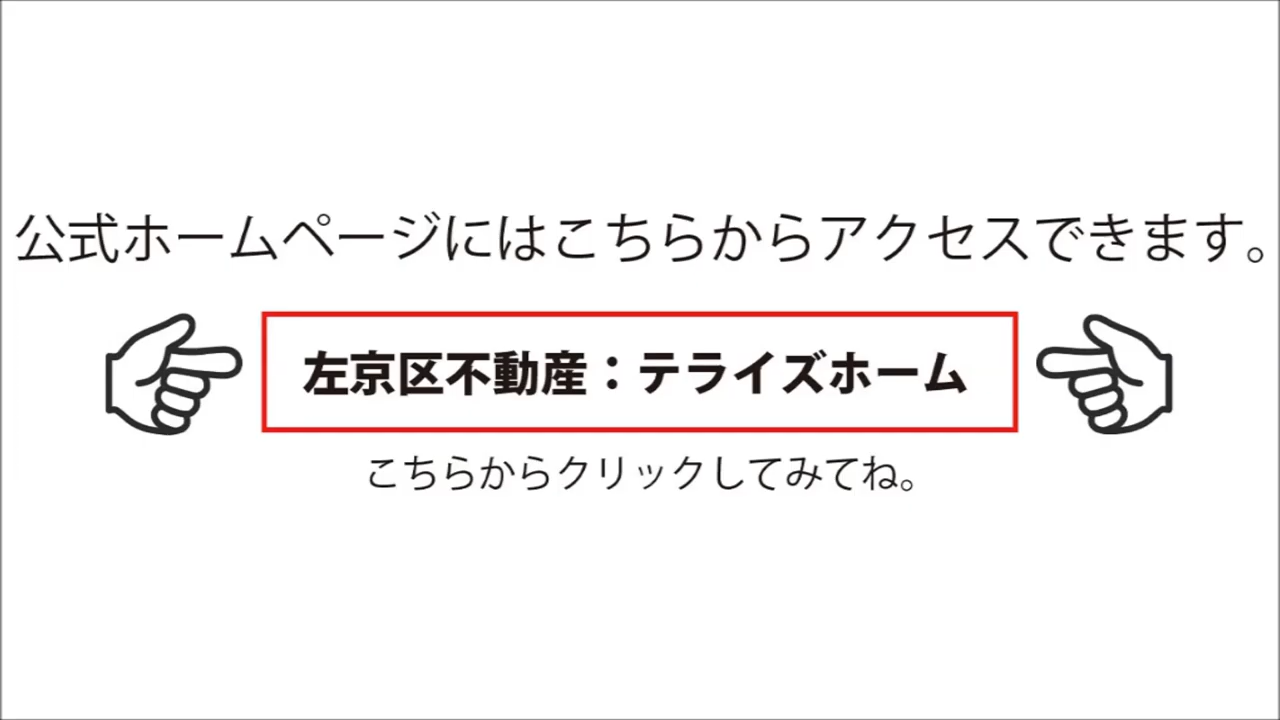 公式ホームページにはこちらからアクセスできます。
左京区不動産：テライズホーム
こちらからクリックしてみてね。